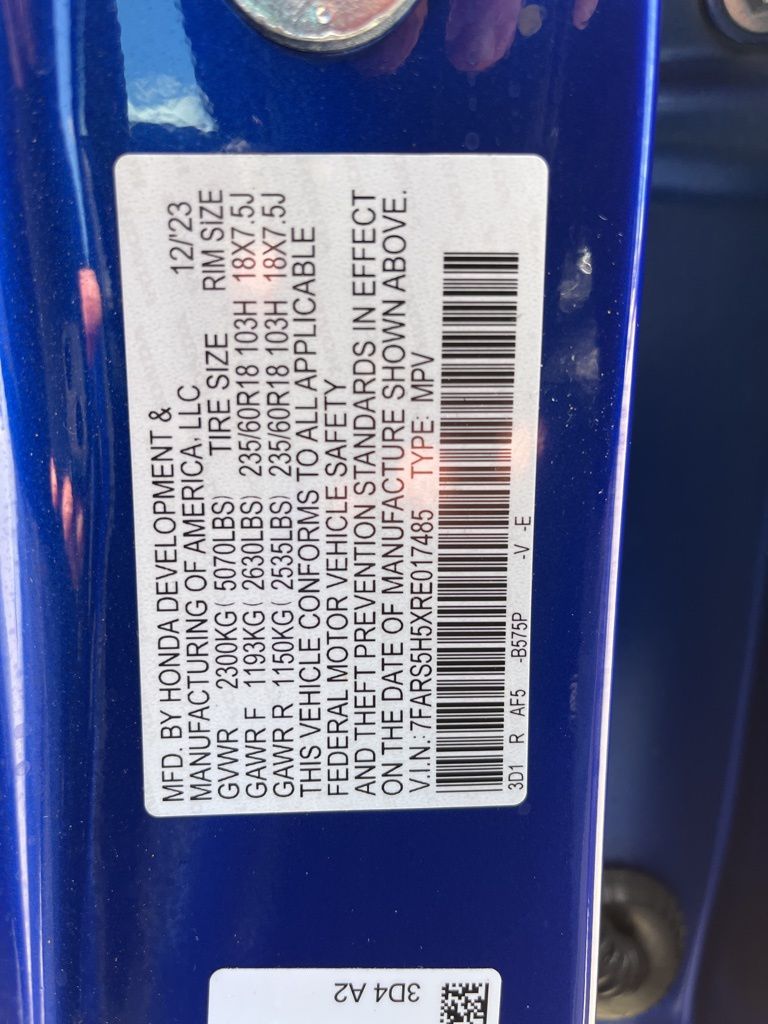 MFD. BY HONDA DEVELOPMENT &
MANUFACTURING OF AMERICA, LLC 12/'23
GVWR 2300KG( 5070LBS) TIRE SIZE RIM SIZE
GAWR F 1193KG( 2630LBS) 235/60R18 103H 18X7.5J
GAWR R 1150KG( 2535LBS) 235/60R18 103H 18X7.5J
THIS VEHICLE CONFORMS TO ALL APPLICABLE
FEDERAL MOTOR VEHICLE SAFETY
AND THEFT PREVENTION STANDARDS IN EFFECT
ON THE DATE OF MANUFACTURE SHOWN ABOVE.
V.I.N.: 7FARS5H5XRE017485 TYPE: MPV
3D1 R AF5 -B575P -V -E
3D4 A2